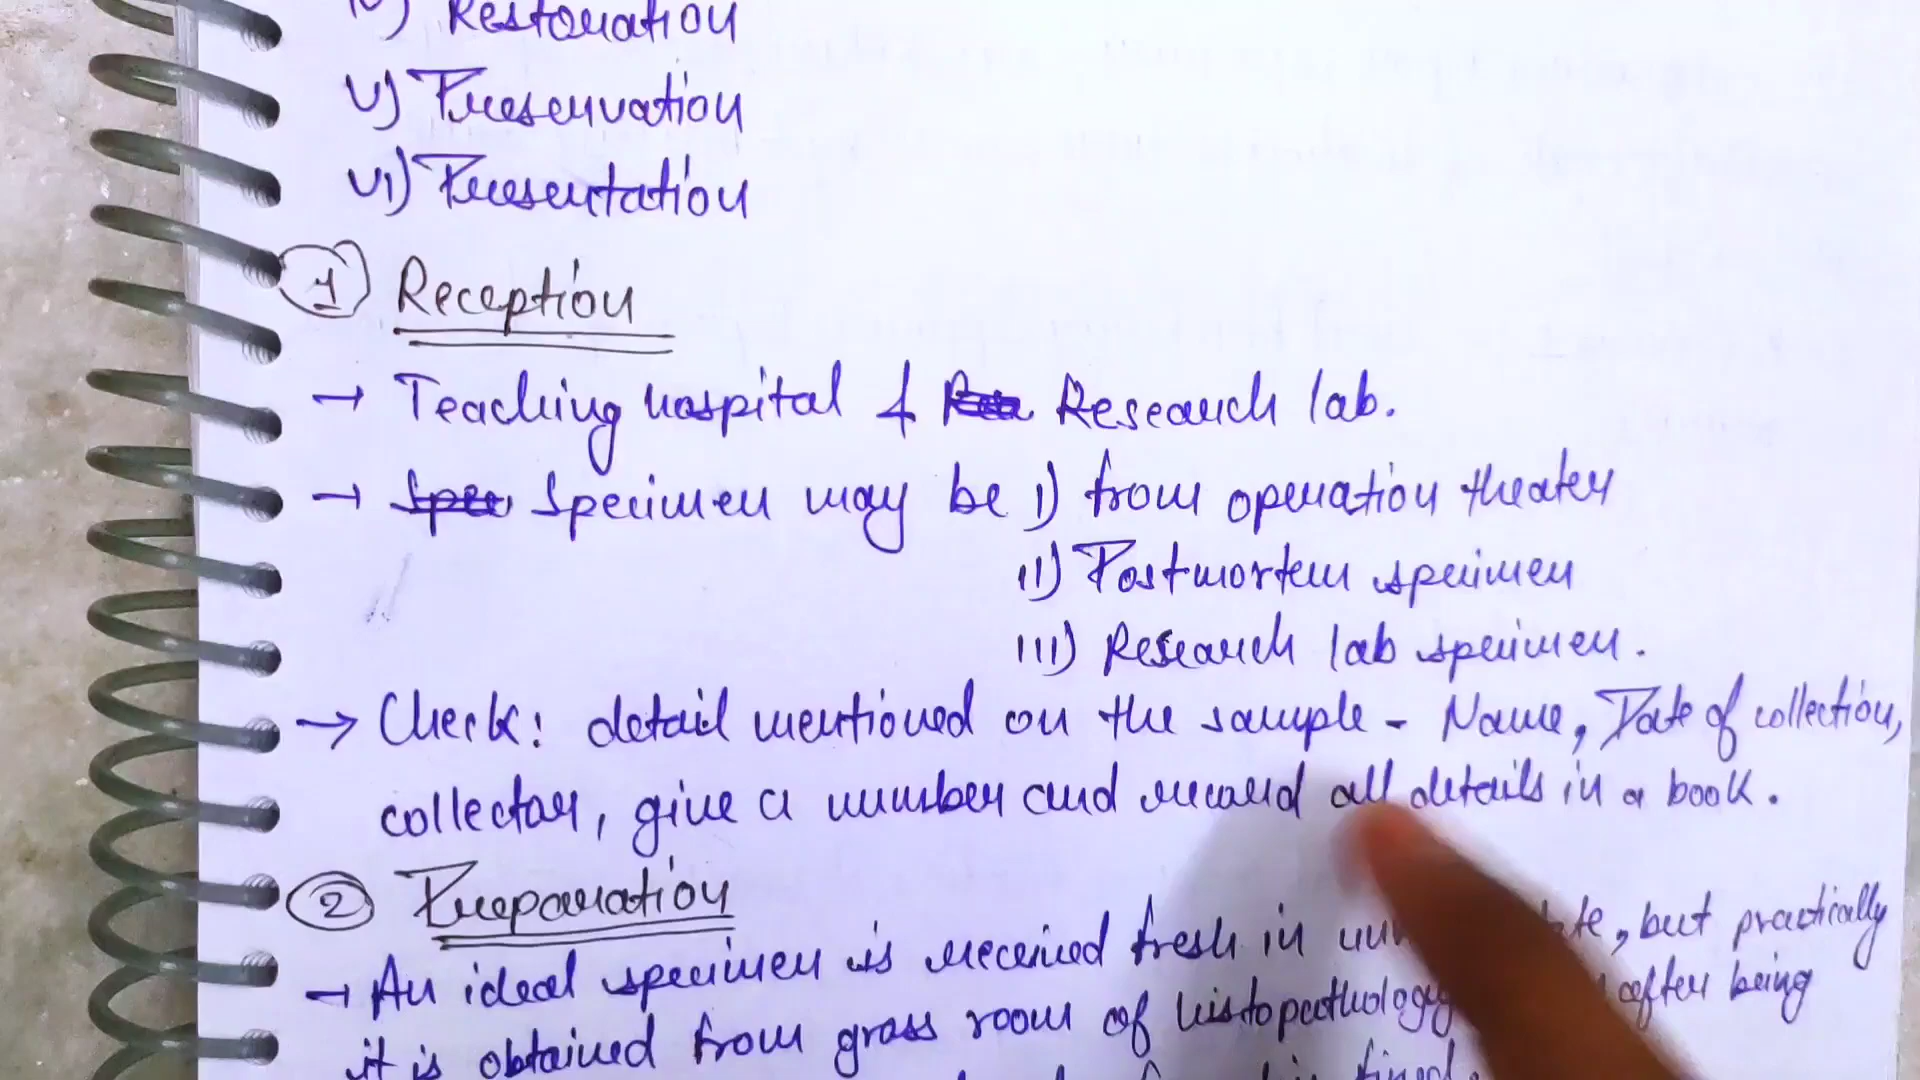 iv) Restoration
v) Preservation
vi) Presentation
1 Reception
→ Teaching hospital & Research lab.
→ specimen may be i) from operation theater
ii) Postmortem specimen
iii) Research lab specimen.
→ Check: detail mentioned on the sample - Name, Date of collection,
collector, give a number and record all details in a book.
2 Preparation
→ An ideal specimen is received fresh in , but practically
it is obtained from gross room of histopathology after being